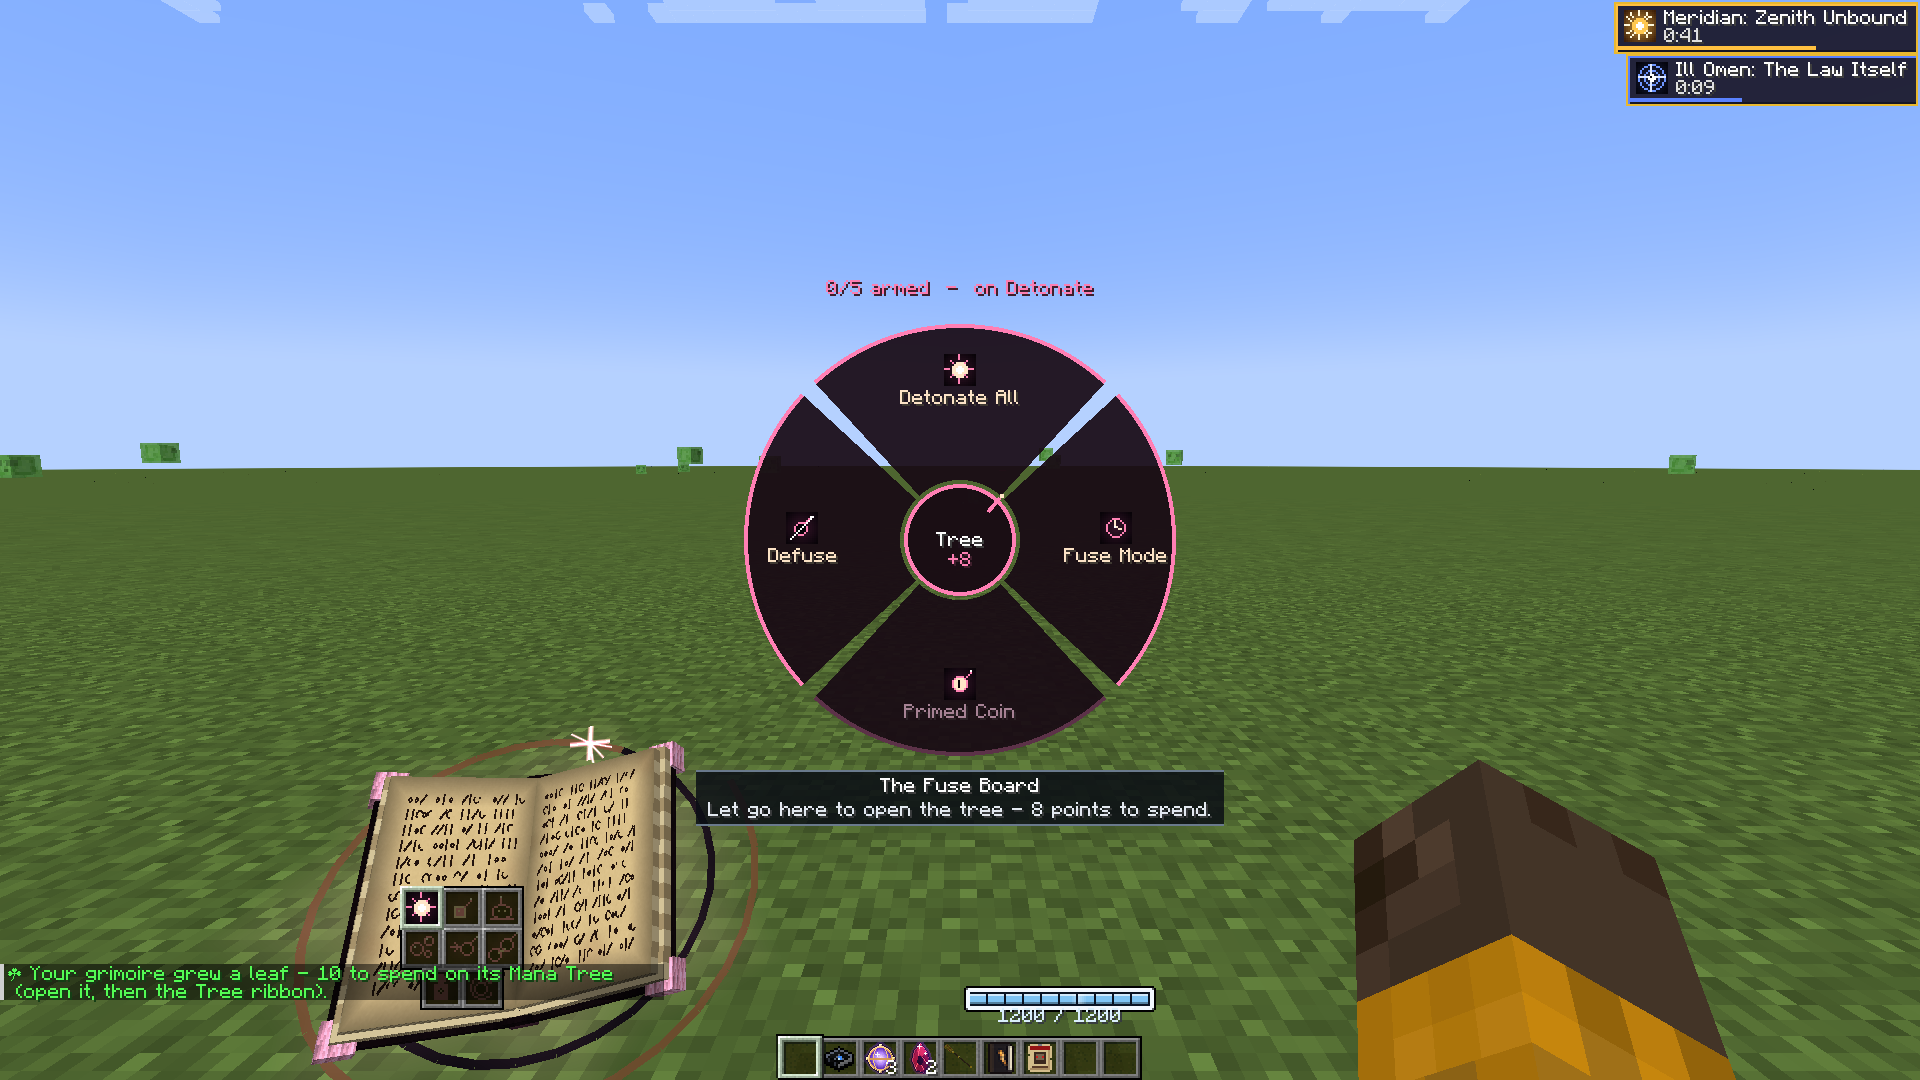 Meridian: Zenith Unbound
0:41
Ill Omen: The Law Itself
0:09
0/5 armed - on Detonate
Detonate All
Defuse
Fuse Mode
Tree
+8
Primed Coin
The Fuse Board
Let go here to open the tree - 8 points to spend.
Your grimoire grew a leaf - 10 to spend on its Mana Tree
(open it, then the Tree ribbon).
1200 / 1200
3
2